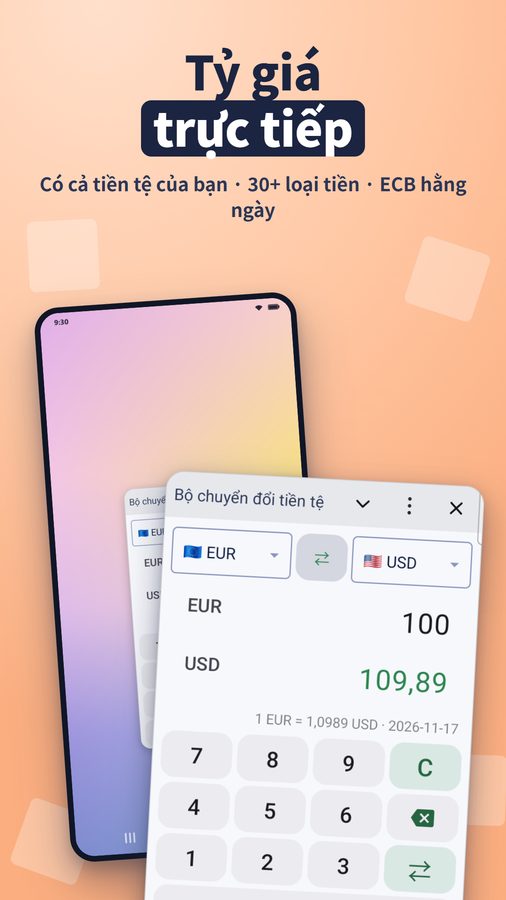 Tỷ giá
trực tiếp
Có cả tiền tệ của bạn · 30+ loại tiền · ECB hằng
ngày
9:30
Bộ chuyển đổi tiền tệ
EUR
USD
EUR
100
USD
109,89
1 EUR = 1,0989 USD · 2026-11-17
7 8 9 C
4 5 6
1 2 3